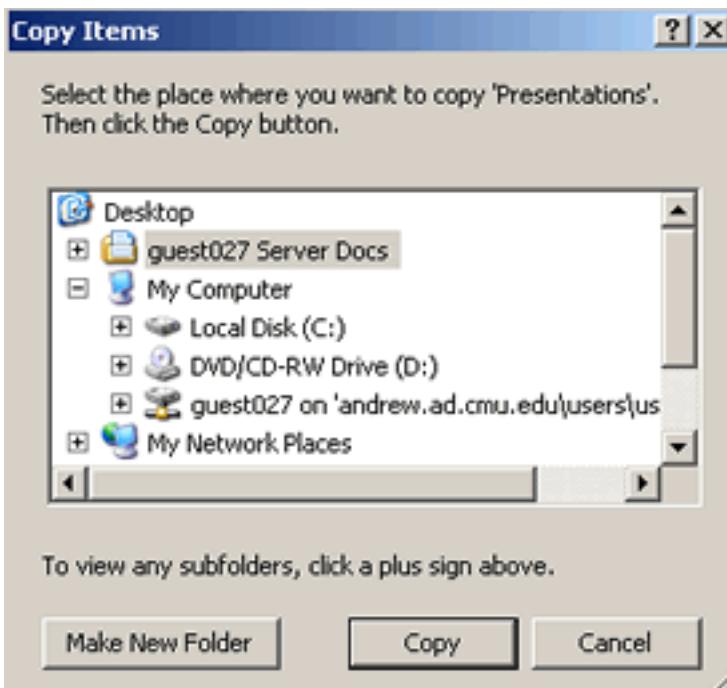 Copy Items
Select the place where you want to copy 'Presentations'.
Then click the Copy button.
Desktop
guest027 Server Docs
My Computer
Local Disk (C:)
DVD/CD-RW Drive (D:)
guest027 on 'andrew.ad.cmu.edu\users\us
My Network Places
To view any subfolders, click a plus sign above.
Make New Folder Copy Cancel